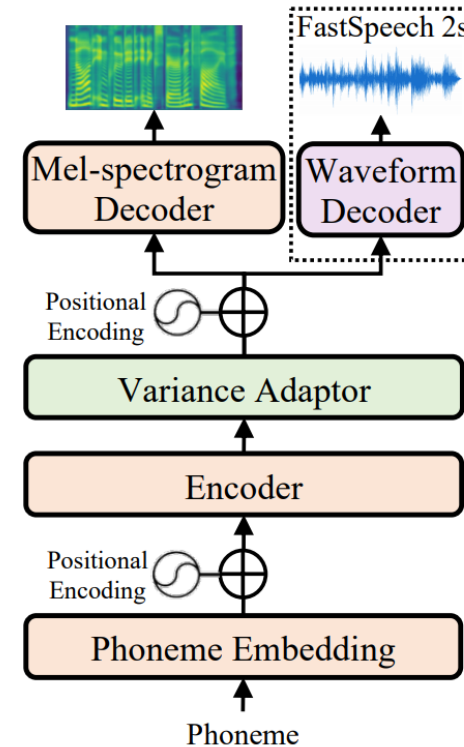 FastSpeech 2s
Mel-spectrogram
Decoder
Waveform
Decoder
Positional
Encoding
Variance Adaptor
Encoder
Positional
Encoding
Phoneme Embedding
Phoneme